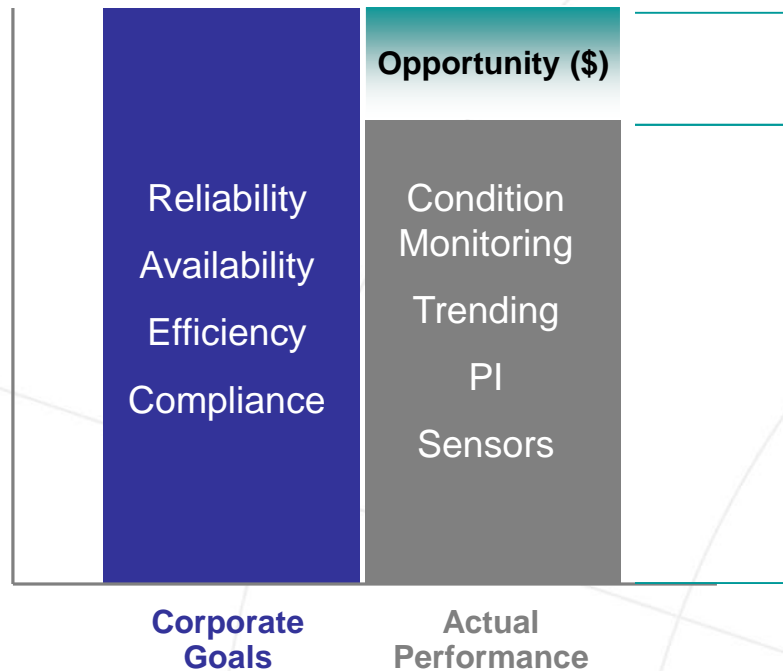 Opportunity ($)
Reliability
Availability
Efficiency
Compliance
Condition
Monitoring
Trending
PI
Sensors
Corporate
Goals
Actual
Performance